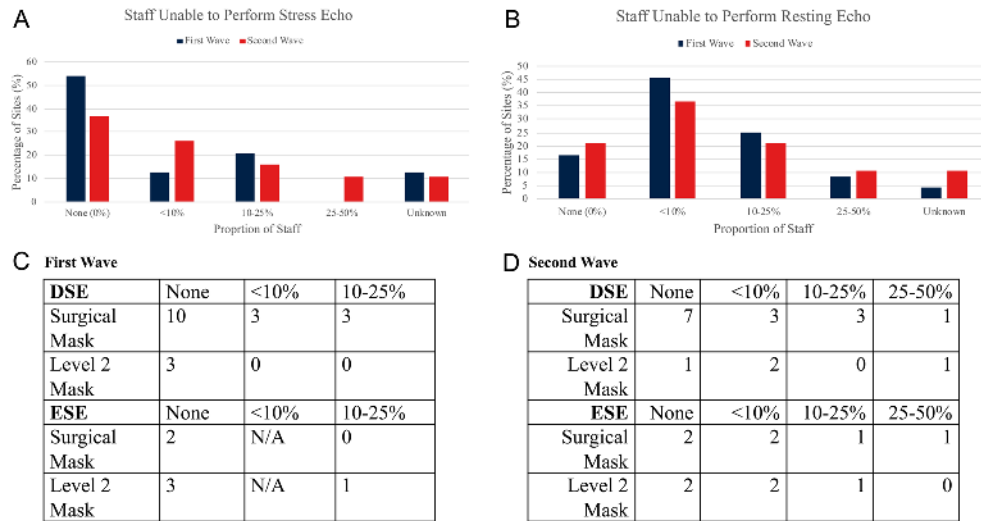 A
Staff Unable to Perform Stress Echo
First Wave Second Wave
Percentage of Sites (%)
60
50
40
30
20
10
0
None (0%) <10% 10-25% 25-50% Unknown
Proprtion of Staff
B
Staff Unable to Perform Resting Echo
First Wave Second Wave
Percentage of Sites (%)
50
45
40
35
30
25
20
15
10
5
0
None (0%) <10% 10-25% 25-50% Unknown
Proportion of Staff
C First Wave
DSE None <10% 10-25%
Surgical 10 3 3
Mask
Level 2 3 0 0
Mask
ESE None <10% 10-25%
Surgical 2 N/A 0
Mask
Level 2 3 N/A 1
Mask
D Second Wave
DSE None <10% 10-25% 25-50%
Surgical 7 3 3 1
Mask
Level 2 1 2 0 1
Mask
ESE None <10% 10-25% 25-50%
Surgical 2 2 1 1
Mask
Level 2 2 2 1 0
Mask